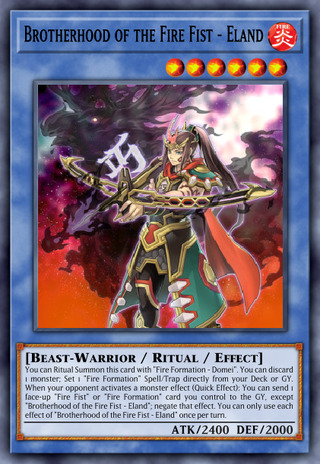 BROTHERHOOD OF THE FIRE FIST - ELAND
FIRE
炎
[BEAST-WARRIOR / RITUAL / EFFECT]
You can Ritual Summon this card with "Fire Formation - Domei". You can discard
1 monster; Set 1 "Fire Formation" Spell/Trap directly from your Deck or GY.
When your opponent activates a monster effect (Quick Effect): You can send 1
face-up "Fire Fist" or "Fire Formation" card you control to the GY, except
"Brotherhood of the Fire Fist - Eland"; negate that effect. You can only use each
effect of "Brotherhood of the Fire Fist - Eland" once per turn.
ATK/2400 DEF/2000